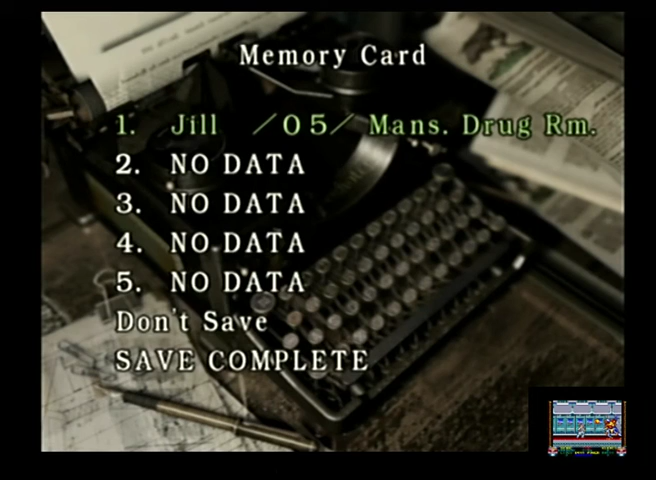 Memory Card
1. Jill /05/ Mans. Drug Rm.
2. NO DATA
3. NO DATA
4. NO DATA
5. NO DATA
Don't Save
SAVE COMPLETE